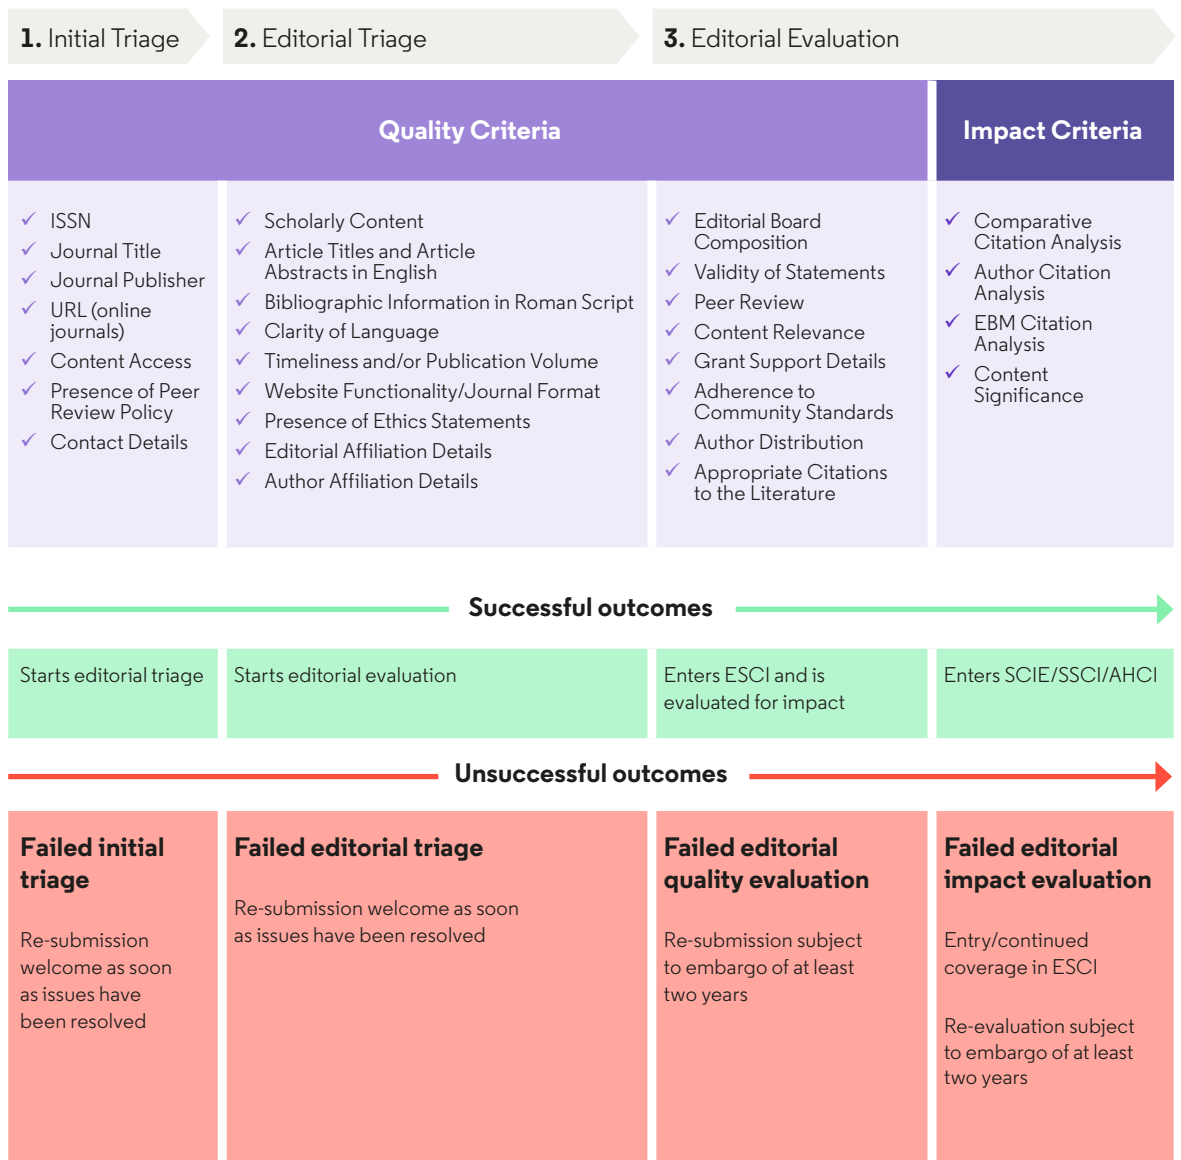 1. Initial Triage
2. Editorial Triage
3. Editorial Evaluation
Quality Criteria
Impact Criteria
ISSN
Journal Title
Journal Publisher
URL (online
journals)
Content Access
Presence of Peer
Review Policy
Contact Details
Scholarly Content
Article Titles and Article
Abstracts in English
Bibliographic Information in Roman Script
Clarity of Language
Timeliness and/or Publication Volume
Website Functionality/Journal Format
Presence of Ethics Statements
Editorial Affiliation Details
Author Affiliation Details
Editorial Board
Composition
Validity of Statements
Peer Review
Content Relevance
Grant Support Details
Adherence to
Community Standards
Author Distribution
Appropriate Citations
to the Literature
Comparative
Citation Analysis
Author Citation
Analysis
EBM Citation
Analysis
Content
Significance
Successful outcomes
Starts editorial triage
Starts editorial evaluation
Enters ESCI and is
evaluated for impact
Enters SCIE/SSCI/AHCI
Unsuccessful outcomes
Failed initial
triage
Re-submission
welcome as soon
as issues have
been resolved
Failed editorial triage
Re-submission welcome as soon
as issues have been resolved
Failed editorial
quality evaluation
Re-submission subject
to embargo of at least
two years
Failed editorial
impact evaluation
Entry/continued
coverage in ESCI
Re-evaluation subject
to embargo of at least
two years